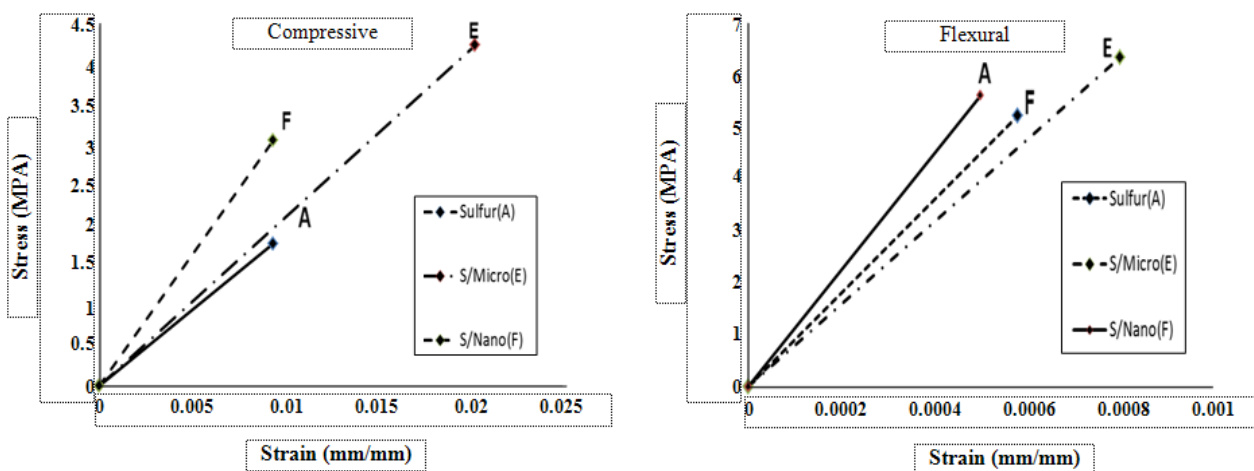 Compressive
Stress (MPA)
4.5
4
3.5
3
2.5
2
1.5
1
0.5
0
E
F
A
Sulfur(A)
S/Micro(E)
S/Nano(F)
0 0.005 0.01 0.015 0.02 0.025
Strain (mm/mm)
Flexural
Stress (MPA)
7
6
5
4
3
2
1
0
E
A
F
Sulfur(A)
S/Micro(E)
S/Nano(F)
0 0.0002 0.0004 0.0006 0.0008 0.001
Strain (mm/mm)